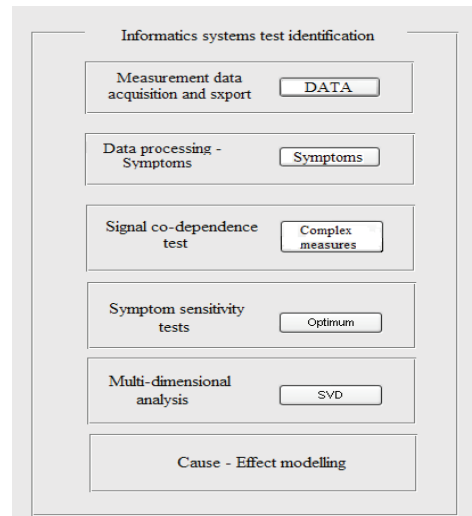 Informatics systems test identification
Measurement data
acquisition and sxport
DATA
Data processing -
Symptoms
Symptoms
Signal co-dependence
test
Complex
measures
Symptom sensitivity
tests
Optimum
Multi-dimensional
analysis
SVD
Cause - Effect modelling